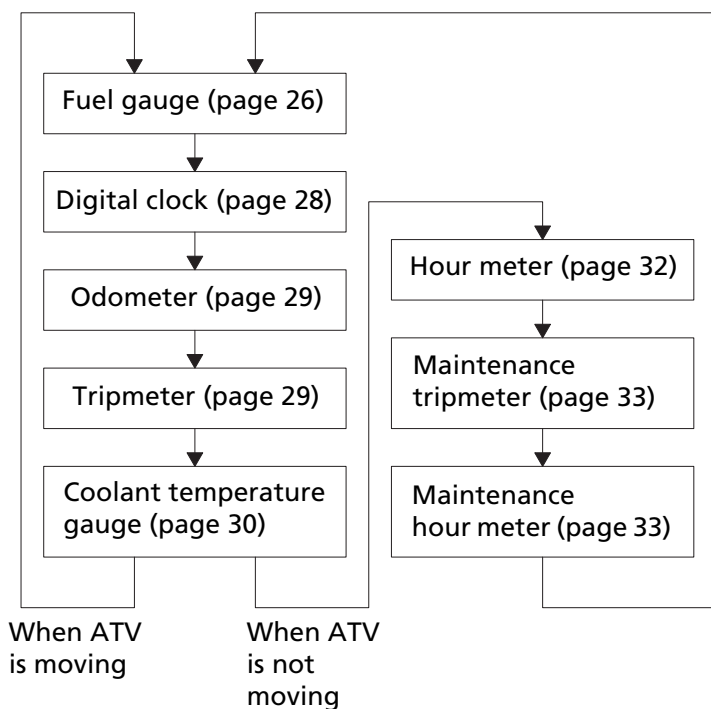 Fuel gauge (page 26)
Digital clock (page 28)
Odometer (page 29)
Tripmeter (page 29)
Coolant temperature
gauge (page 30)
When ATV
is moving
When ATV
is not
moving
Hour meter (page 32)
Maintenance
tripmeter (page 33)
Maintenance
hour meter (page 33)